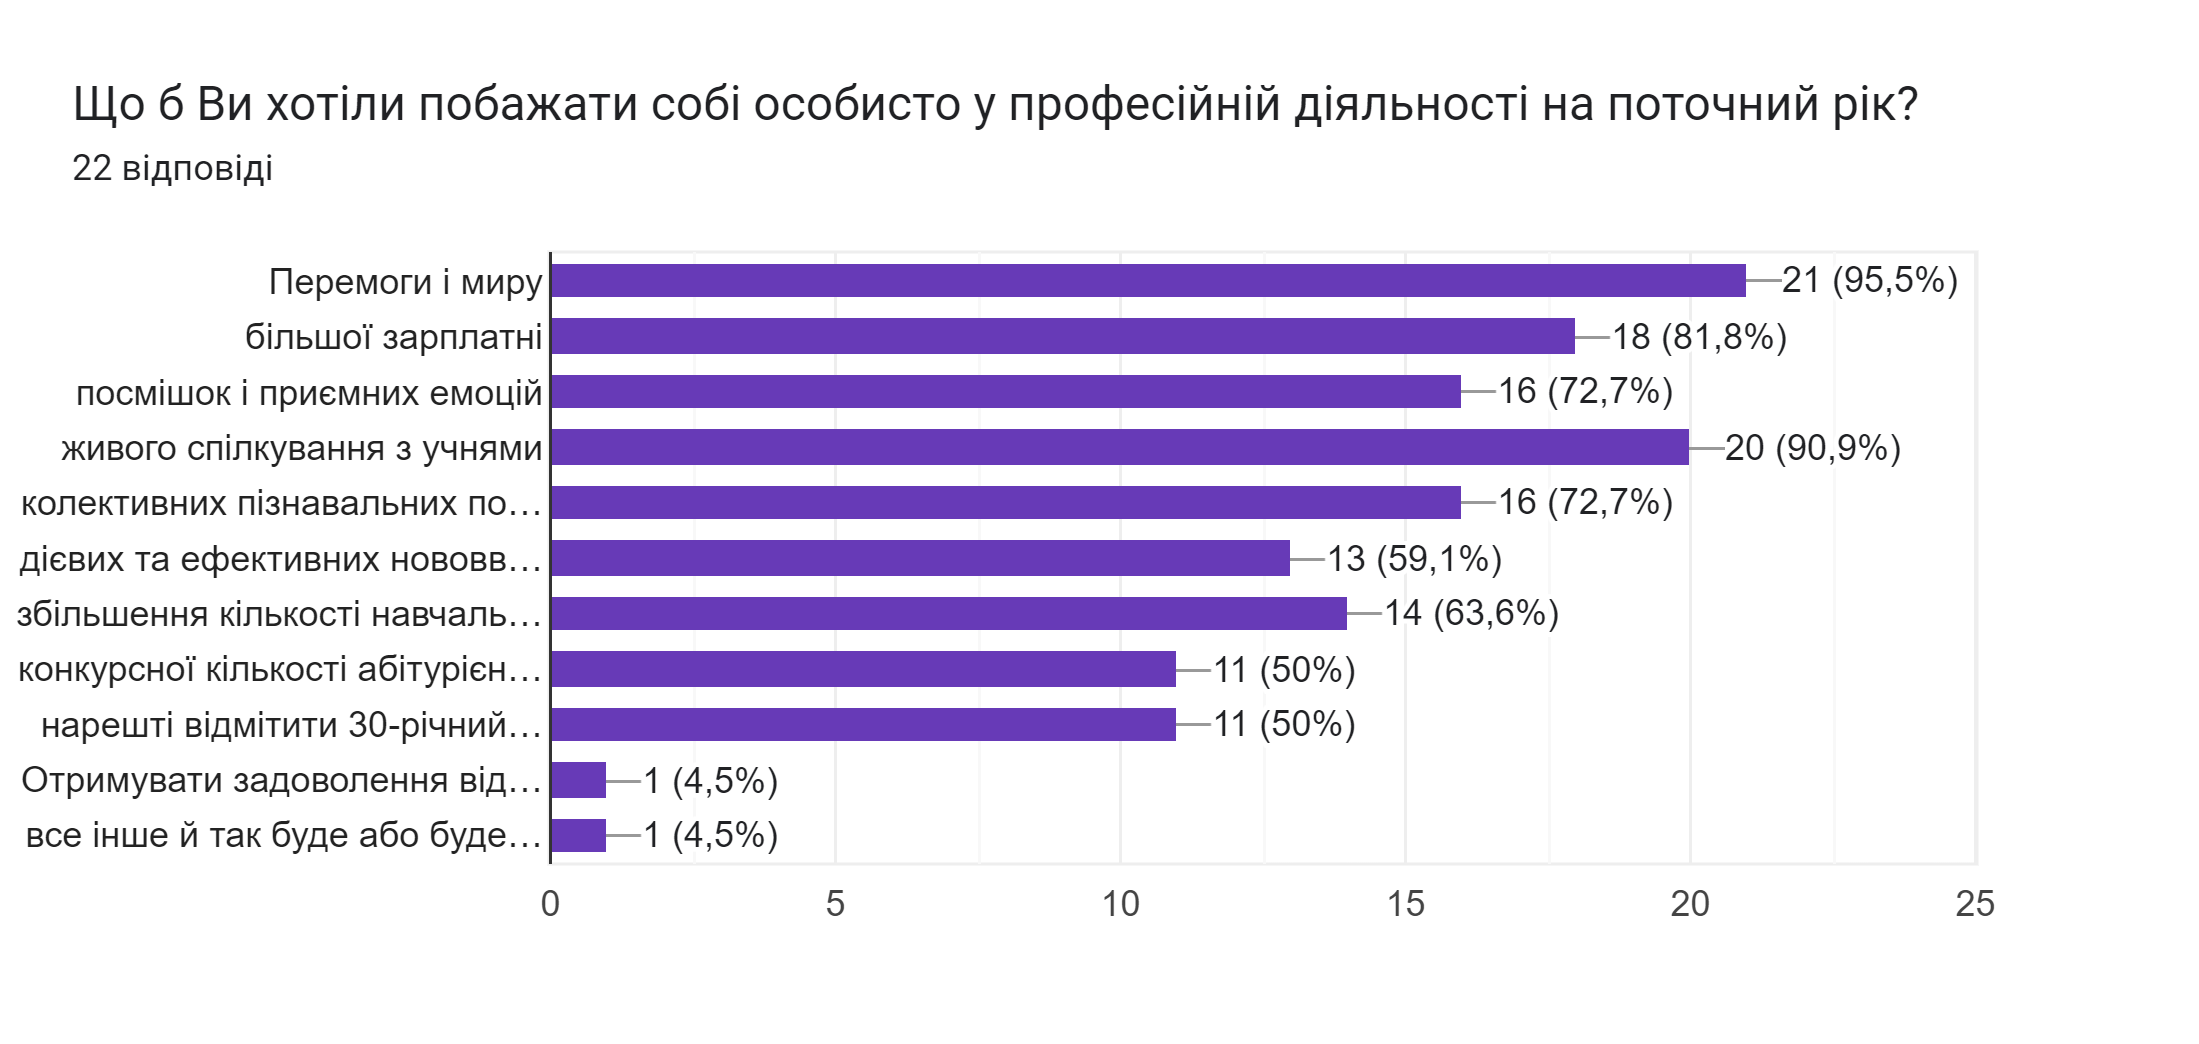 Що б Ви хотіли побажати собі особисто у професійній діяльності на поточний рік?
22 відповіді
Перемоги і миру 21 (95,5%)
більшої зарплатні 18 (81,8%)
посмішок і приємних емоцій 16 (72,7%)
живого спілкування з учнями 20 (90,9%)
колективних пізнавальних по… 16 (72,7%)
дієвих та ефективних нововв… 13 (59,1%)
збільшення кількості навчаль… 14 (63,6%)
конкурсної кількості абітурієн… 11 (50%)
нарешті відмітити 30-річний… 11 (50%)
Отримувати задоволення від… 1 (4,5%)
все інше й так буде або буде… 1 (4,5%)
0 5 10 15 20 25